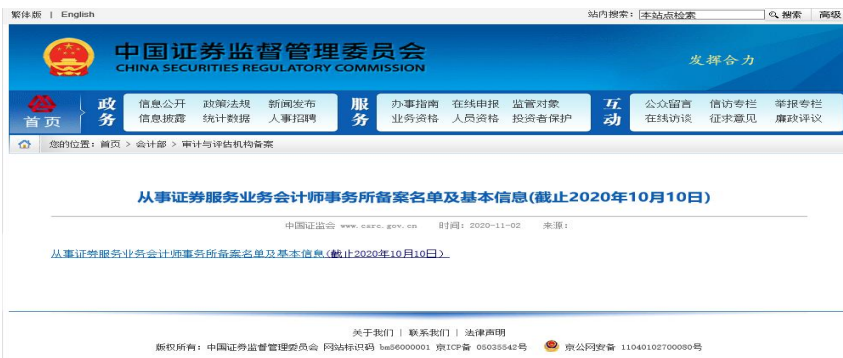 繁体版 | English 站内搜索: 本站点检索 搜索 高级
中国证券监督管理委员会
CHINA SECURITIES REGULATORY COMMISSION
发挥合力
首页 政务 信息公开 政策法规 新闻发布 服务 办事指南 在线申报 监管对象 互动 公众留言 信访专栏 举报专栏
信息披露 统计数据 人事招聘 业务资格 人员资格 投资者保护 在线访谈 征求意见 廉政评议
您的位置: 首页 > 会计部 > 审计与评估机构备案
从事证券服务业务会计师事务所备案名单及基本信息(截止2020年10月10日)
中国证监会 www.csrc.gov.cn 时间: 2020-11-02 来源:
从事证券服务业务会计师事务所备案名单及基本信息(截止2020年10月10日)
关于我们 | 联系我们 | 法律声明
版权所有: 中国证券监督管理委员会 网站标识码 bm56000001 京ICP备 05035542号 京公网安备 11040102700080号